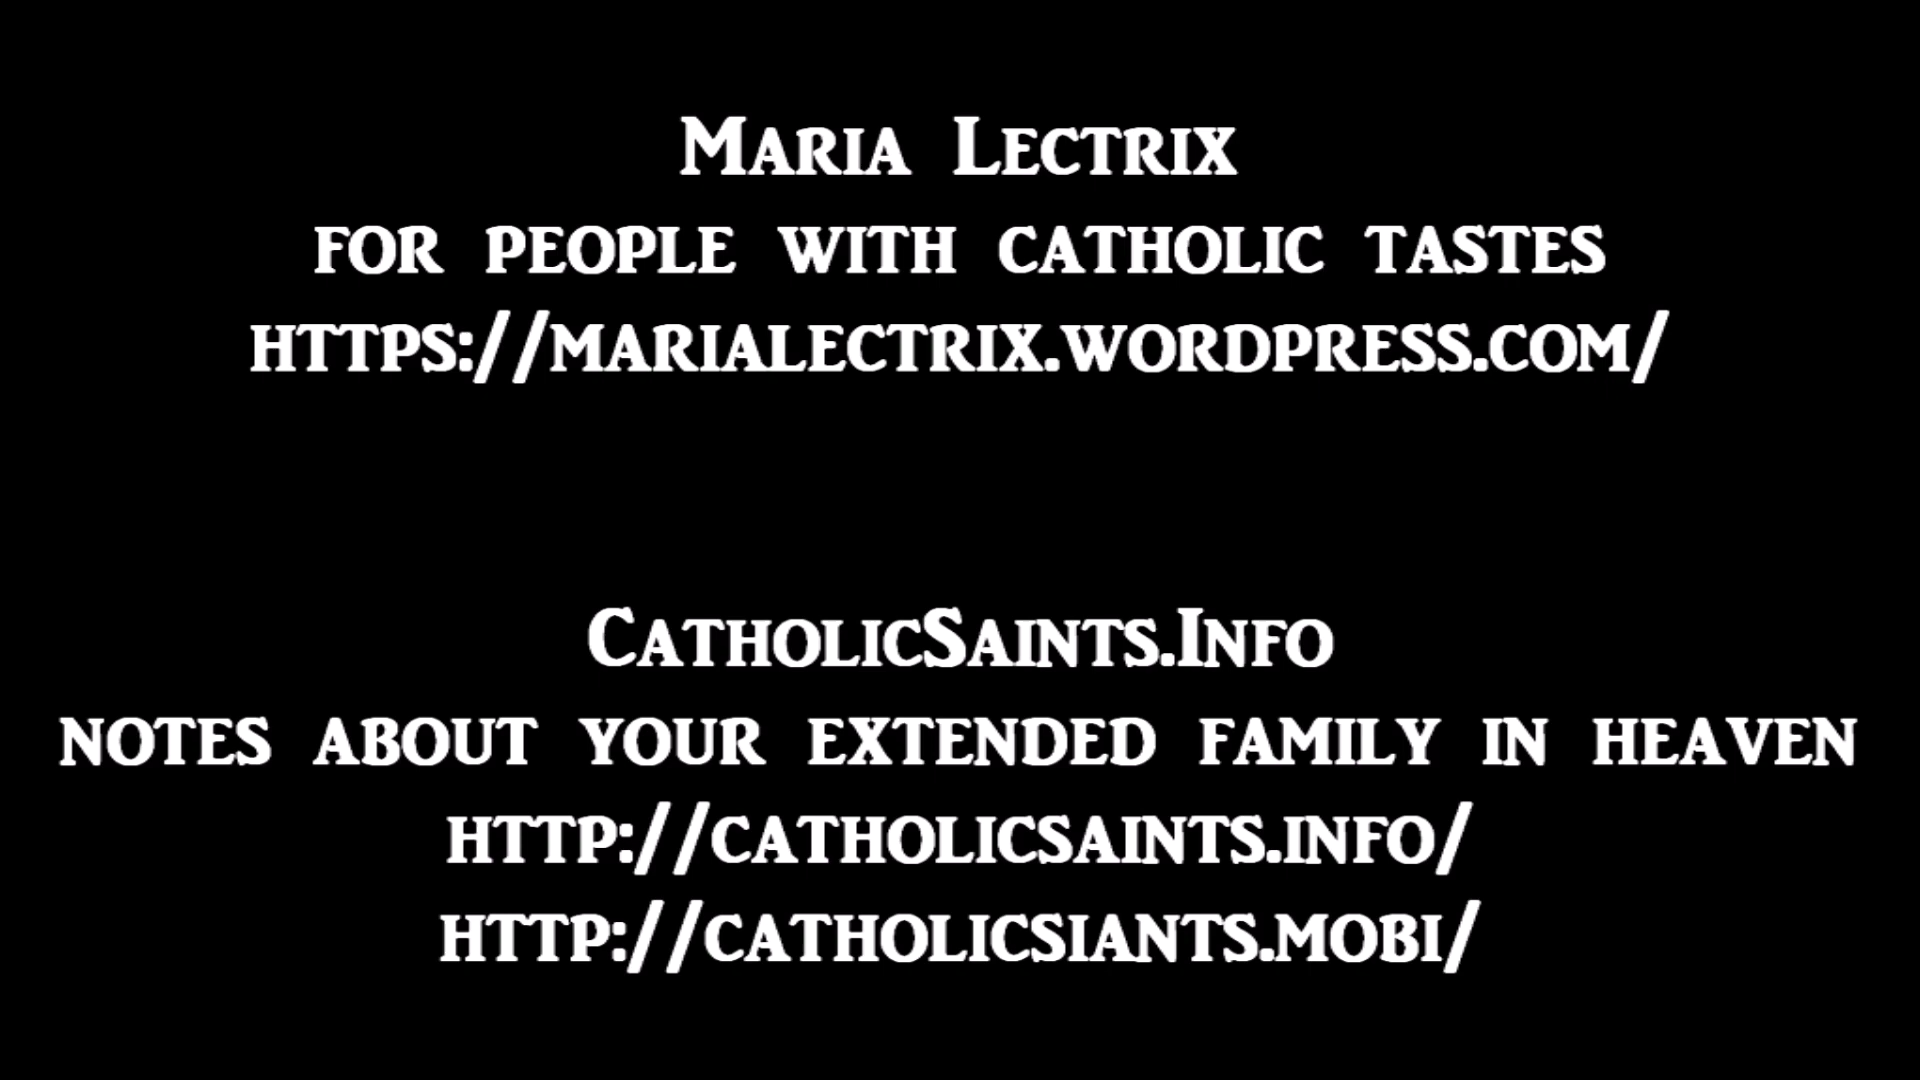 Maria Lectrix
for people with catholic tastes
https://marialectrix.wordpress.com/
CatholicSaints.Info
notes about your extended family in heaven
http://catholicsaints.info/
http://catholicsiants.mobi/